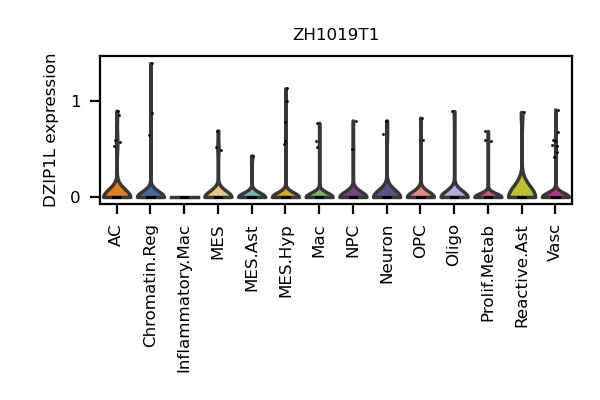 ZH1019T1
DZIP1L expression
1
0
AC
Chromatin.Reg
Inflammatory.Mac
MES
MES.Ast
MES.Hyp
Mac
NPC
Neuron
OPC
Oligo
Prolif.Metab
Reactive.Ast
Vasc